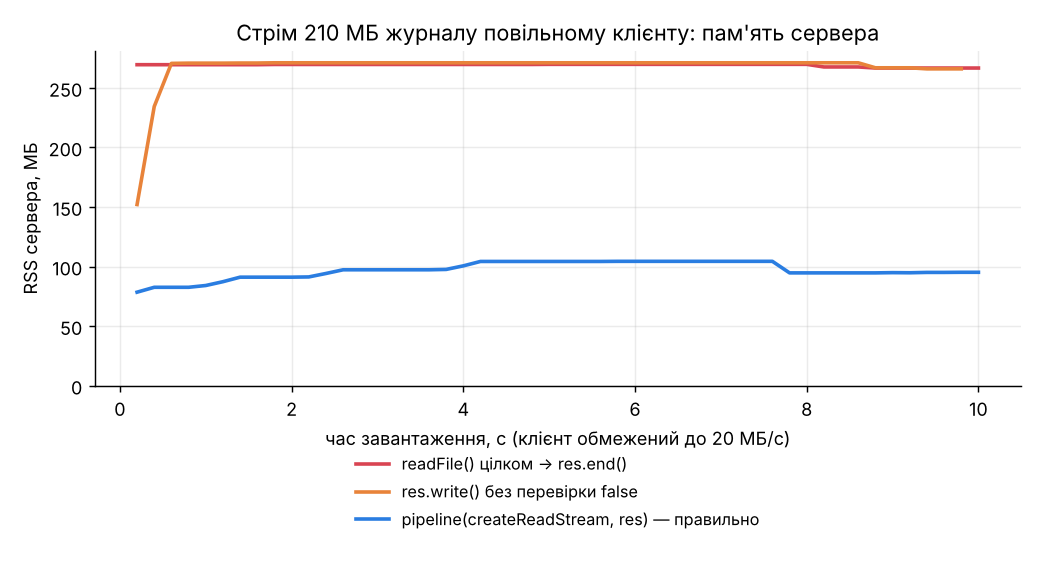 Стрім 210 МБ журналу повільному клієнту: пам'ять сервера
RSS сервера, МБ
250
200
150
100
50
0
0 2 4 6 8 10
час завантаження, с (клієнт обмежений до 20 МБ/с)
readFile() цілком → res.end()
res.write() без перевірки false
pipeline(createReadStream, res) — правильно